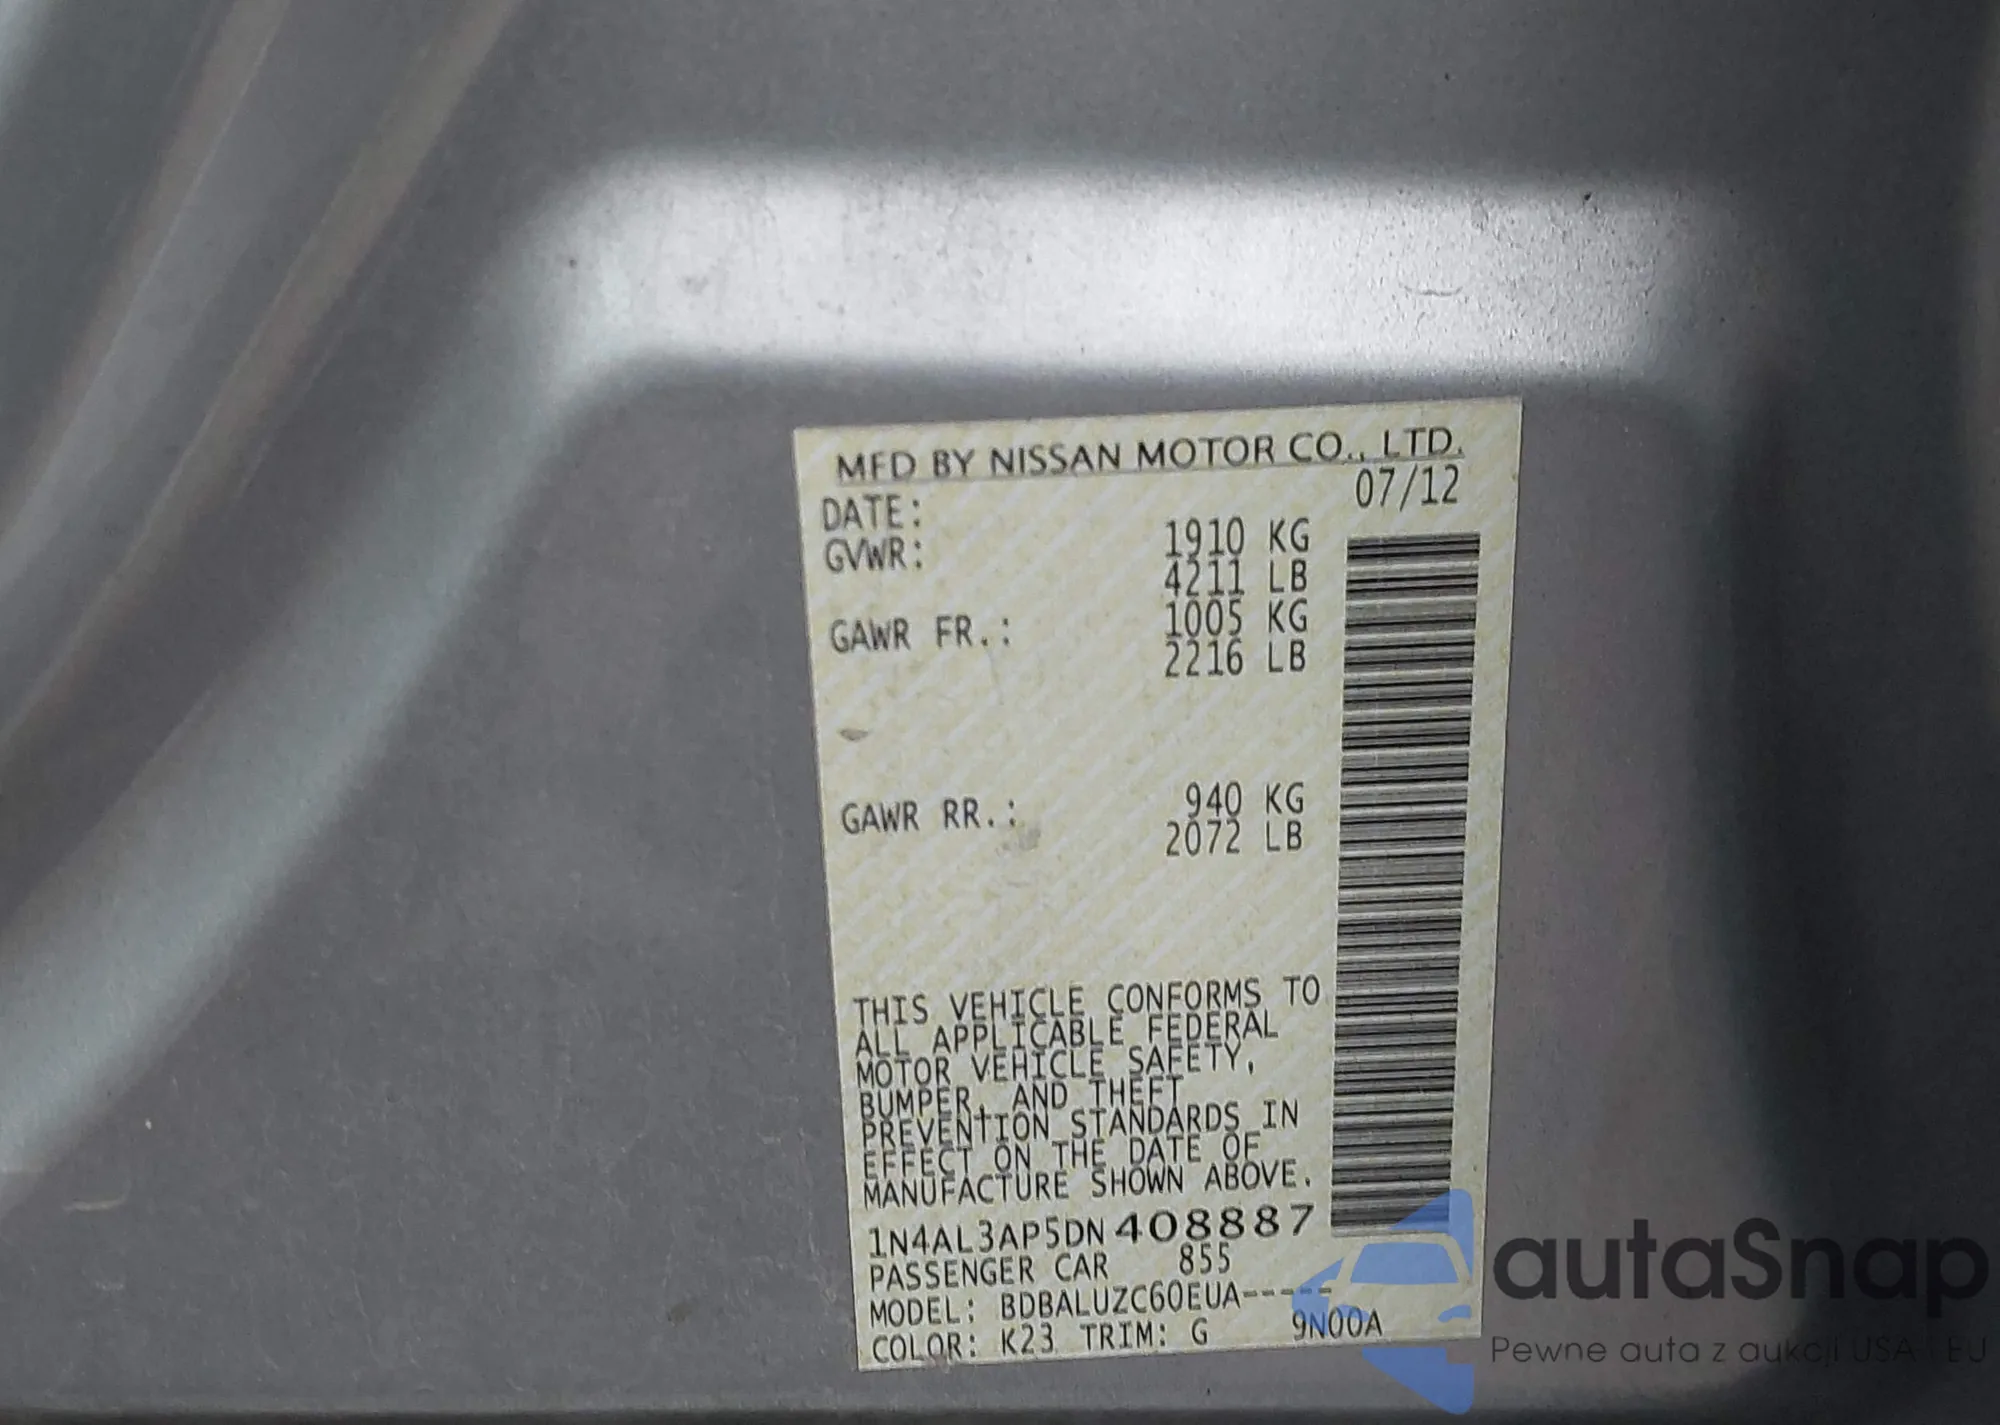 MFD BY NISSAN MOTOR CO., LTD.
DATE: 07/12
GVWR: 1910 KG
4211 LB
GAWR FR.: 1005 KG
2216 LB
GAWR RR.: 940 KG
2072 LB
THIS VEHICLE CONFORMS TO
ALL APPLICABLE FEDERAL
MOTOR VEHICLE SAFETY,
BUMPER, AND THEFT
PREVENTION STANDARDS IN
EFFECT ON THE DATE OF
MANUFACTURE SHOWN ABOVE.
1N4AL3AP5DN408887
PASSENGER CAR 855
MODEL: BDBALUZC60EUA-----
COLOR: K23 TRIM: G 9N00A
autaSnap
Pewne auta z aukcji USA i EU